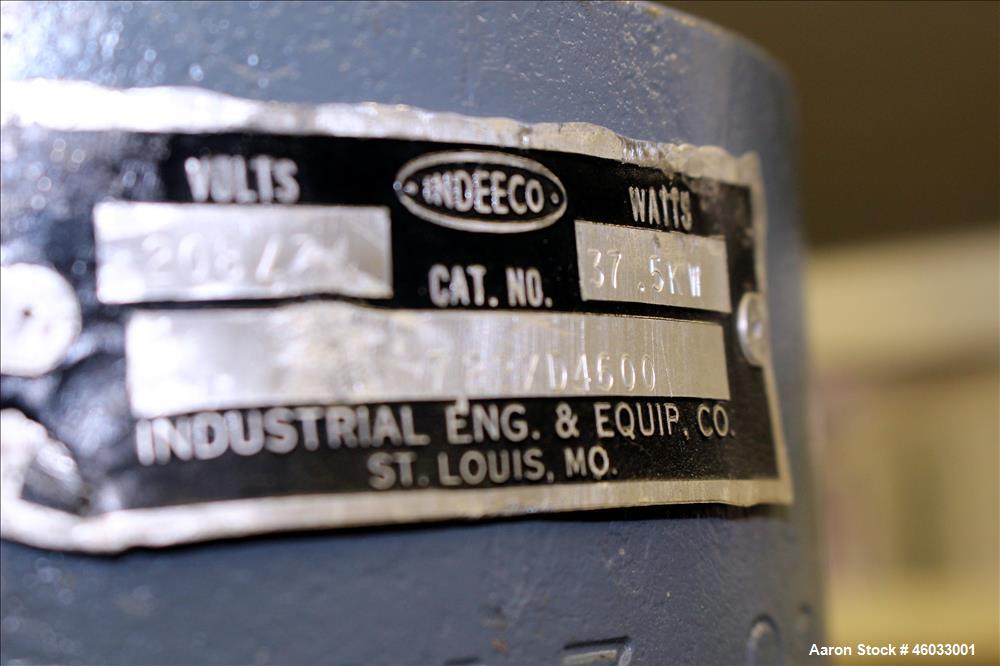 VOLTS
INDEECO
WATTS
37.5KW
CAT. NO.
INDUSTRIAL ENG. & EQUIP. CO.
ST. LOUIS, MO.
Aaron Stock # 46033001